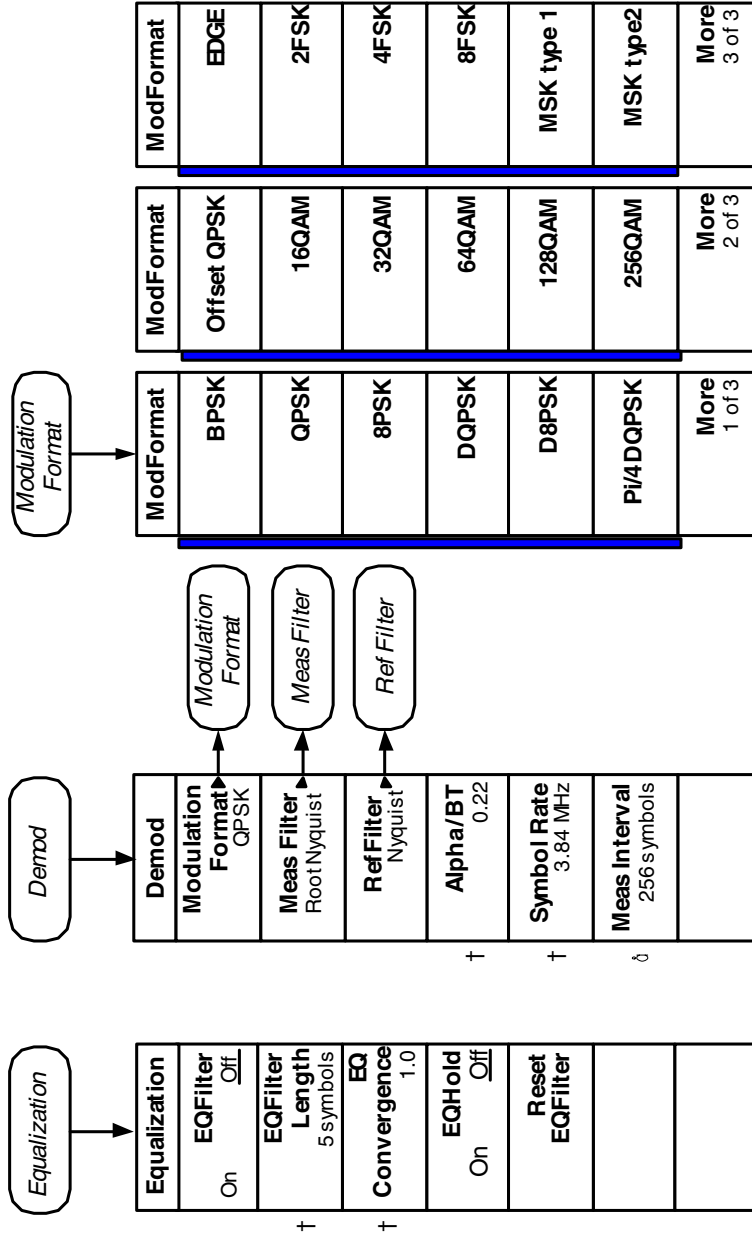 Equalization
Equalization
EQFilter
On Off
†
EQFilter
Length
5 symbols
†
EQ
Convergence
1.0
EQHold
On Off
Reset
EQFilter
Demod
Demod
Modulation
Format
QPSK
Modulation
Format
Meas Filter
Root Nyquist
Meas Filter
Ref Filter
Nyquist
Ref Filter
†
Alpha/BT
0.22
†
Symbol Rate
3.84 MHz
Meas Interval
256 symbols
Modulation
Format
ModFormat
BPSK
QPSK
8PSK
DQPSK
D8PSK
Pi/4 DQPSK
More
1 of 3
ModFormat
Offset QPSK
16QAM
32QAM
64QAM
128QAM
256QAM
More
2 of 3
ModFormat
EDGE
2FSK
4FSK
8FSK
MSK type 1
MSK type2
More
3 of 3